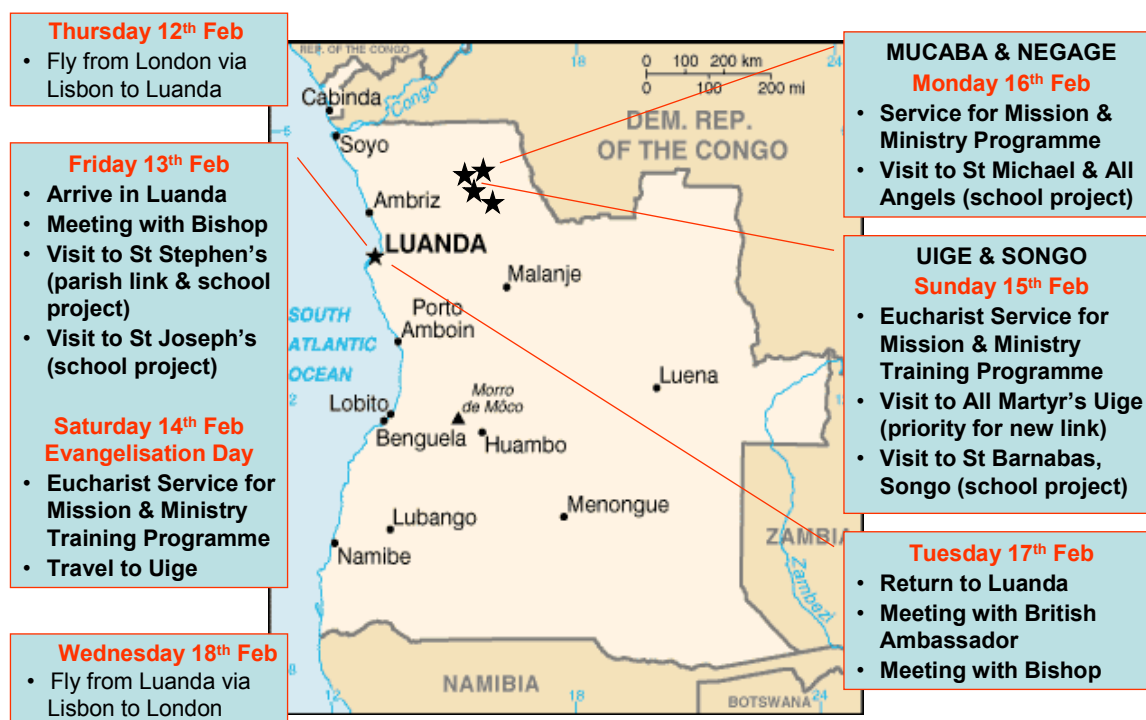 Thursday 12th Feb
• Fly from London via
Lisbon to Luanda
Friday 13th Feb
• Arrive in Luanda
• Meeting with Bishop
• Visit to St Stephen's
(parish link & school
project)
• Visit to St Joseph's
(school project)
Saturday 14th Feb
Evangelisation Day
• Eucharist Service for
Mission & Ministry
Training Programme
• Travel to Uige
Wednesday 18th Feb
• Fly from Luanda via
Lisbon to London
REP. OF THE CONGO
18
0 100 200 km
0 100 200 mi
24
Cabinda
Congo
DEM. REP.
OF THE CONGO
Soyo
Ambriz
LUANDA
Malanje
Porto
Amboin
SOUTH
ATLANTIC
OCEAN
Luena
Lobito
Morro
de Môco
Benguela
Huambo
Menongue
Lubango
Namibe
ZAMBIA
Zambezi
NAMIBIA
BOTSWANA
12
18
24
MUCABA & NEGAGE
Monday 16th Feb
• Service for Mission &
Ministry Programme
• Visit to St Michael & All
Angels (school project)
UIGE & SONGO
Sunday 15th Feb
• Eucharist Service for
Mission & Ministry
Training Programme
• Visit to All Martyr's Uige
(priority for new link)
• Visit to St Barnabas,
Songo (school project)
Tuesday 17th Feb
• Return to Luanda
• Meeting with British
Ambassador
• Meeting with Bishop